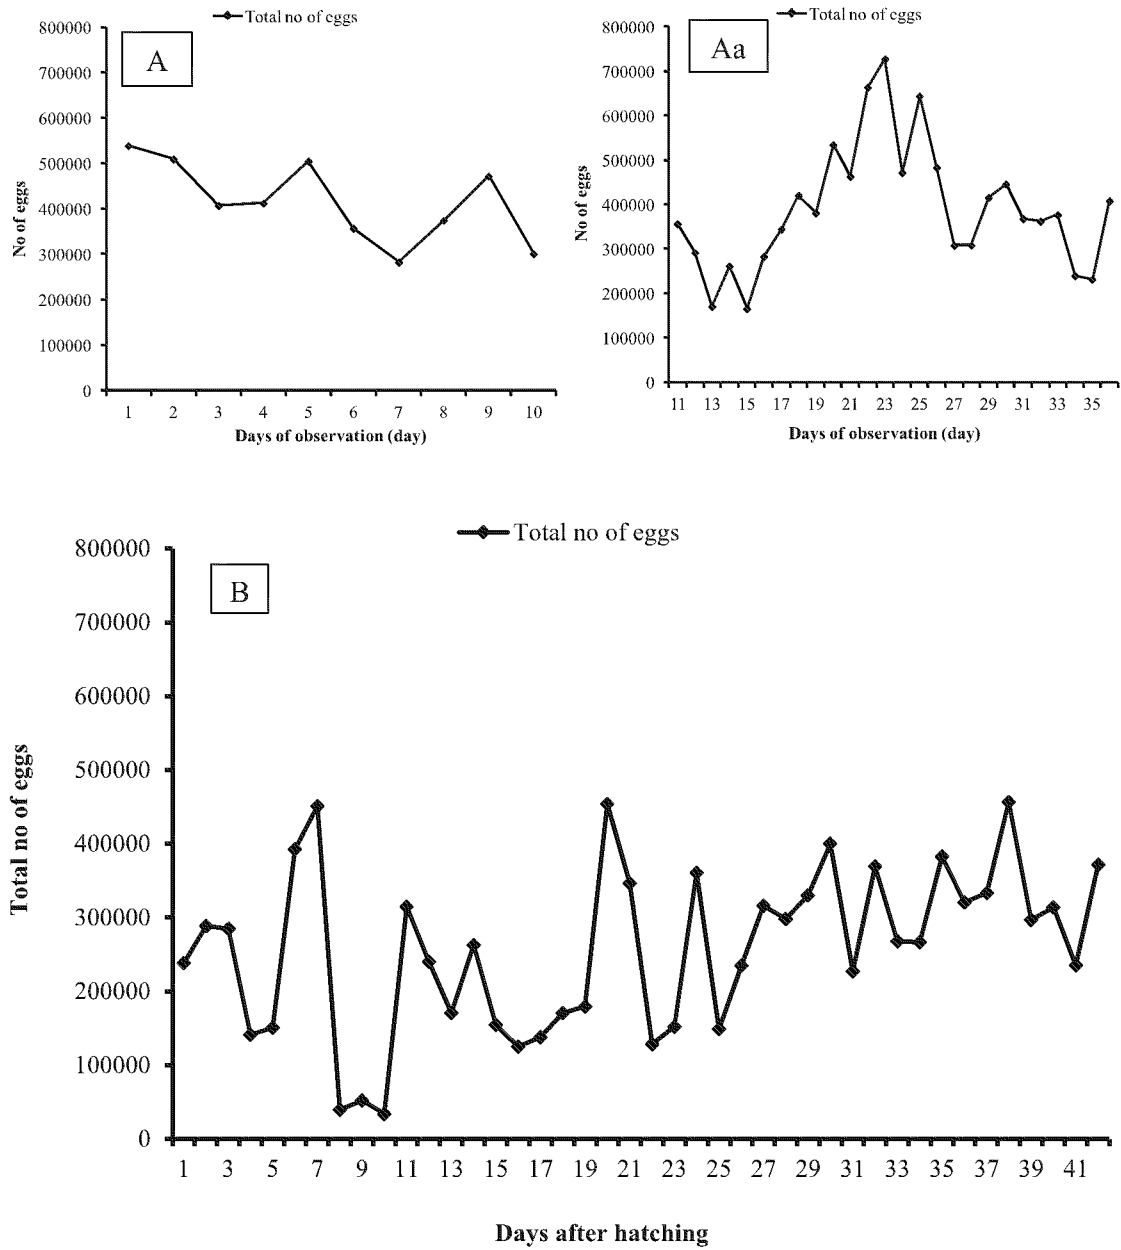 Total no of eggs
A
800000
700000
600000
500000
400000
300000
200000
100000
0
No of eggs
1 2 3 4 5 6 7 8 9 10
Days of observation (day)
Total no of eggs
Aa
800000
700000
600000
500000
400000
300000
200000
100000
0
No of eggs
11 13 15 17 19 21 23 25 27 29 31 33 35
Days of observation (day)
Total no of eggs
B
800000
700000
600000
500000
400000
300000
200000
100000
0
Total no of eggs
1 3 5 7 9 11 13 15 17 19 21 23 25 27 29 31 33 35 37 39 41
Days after hatching